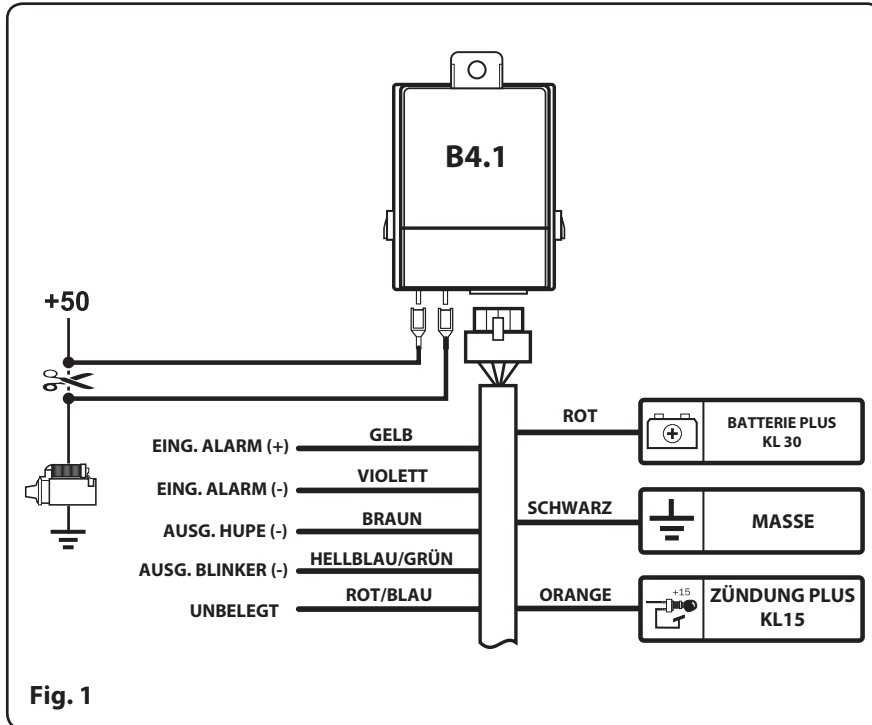 B4.1
+50
ROT
BATTERIE PLUS
KL 30
EING. ALARM (+)
GELB
EING. ALARM (-)
VIOLETT
SCHWARZ
MASSE
AUSG. HUPE (-)
BRAUN
AUSG. BLINKER (-)
HELLBLAU/GRÜN
UNBELEGT
ROT/BLAU
ORANGE
+15
ZÜNDUNG PLUS
KL15
Fig. 1